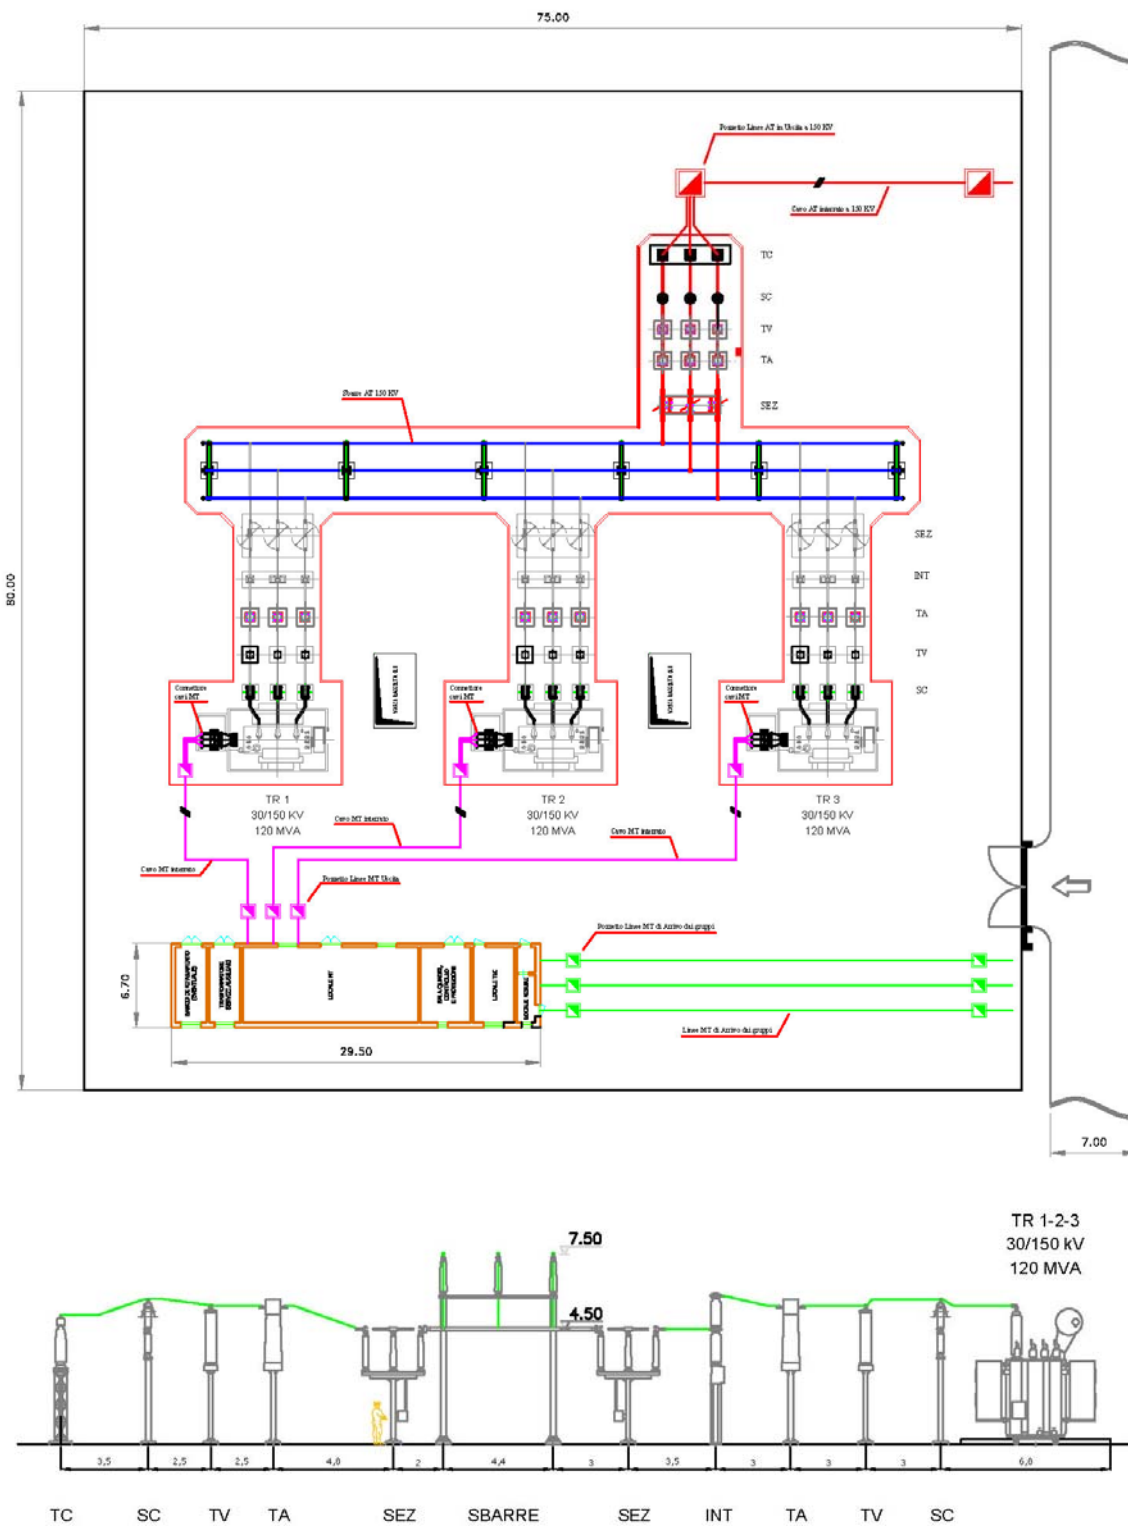 75.00
80.00
Pozzetto Linee AT in Uscita a 150 KV
Cavo AT interrato a 150 KV
TC
SC
TV
TA
SEZ
Sbarre AT 150 KV
SEZ
INT
TA
TV
SC
Connettore
cavi MT
Connettore
cavi MT
Connettore
cavi MT
TR 1
30/150 KV
120 MVA
TR 2
30/150 KV
120 MVA
TR 3
30/150 KV
120 MVA
Cavo MT interrato
Cavo MT interrato
Cavo MT interrato
Pozzetto Linee MT Uscita
Pozzetto Linee MT di Arrivo dai gruppi
Linee MT di Arrivo dai gruppi
LOCALE MT
6.70
29.50
7.00
TR 1-2-3
30/150 kV
120 MVA
7.50
4.50
3,5
2,5
2,5
4,0
2
4,4
3
3,5
3
3
3
6,0
TC
SC
TV
TA
SEZ
SBARRE
SEZ
INT
TA
TV
SC